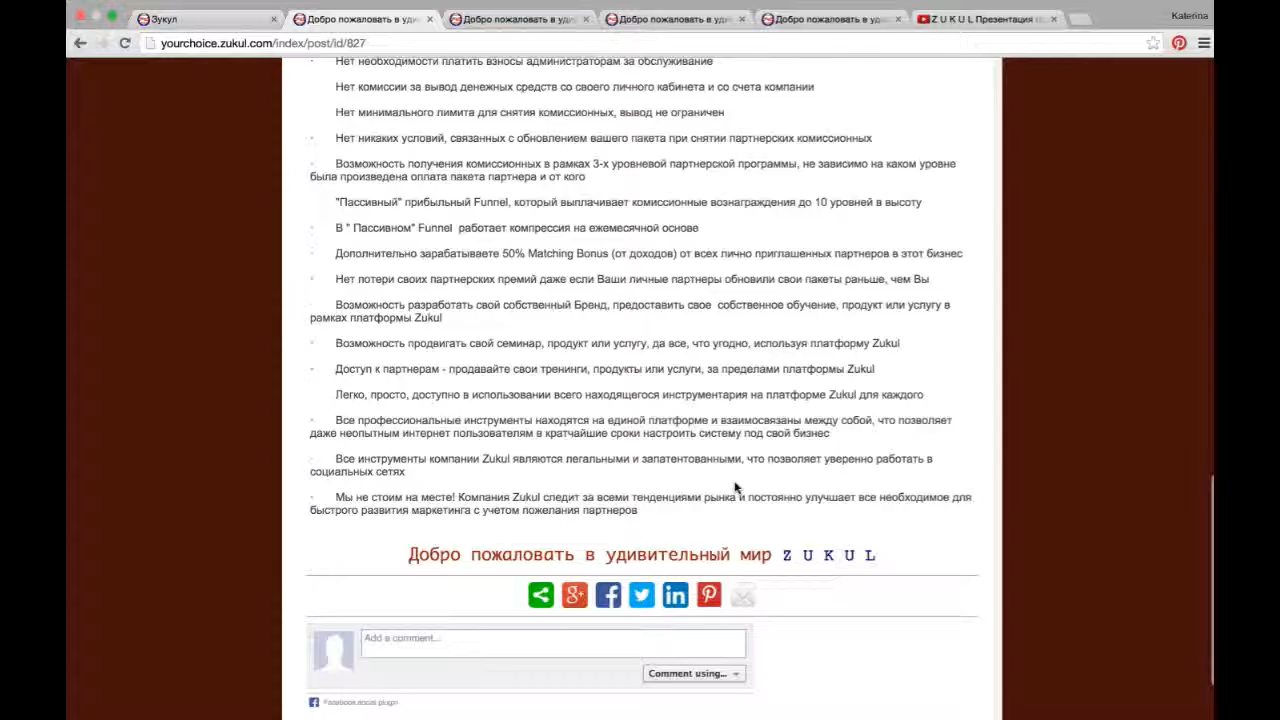 Зукул
Добро пожаловать в уди
Добро пожаловать в уди
Добро пожаловать в уди
Добро пожаловать в уди
Z U K U L Презентация
Katerina
yourchoice.zukul.com/index/post/id/827
Нет необходимости платить взносы администраторам за обслуживание
Нет комиссии за вывод денежных средств со своего личного кабинета и со счета компании
Нет минимального лимита для снятия комиссионных, вывод не ограничен
Нет никаких условий, связанных с обновлением вашего пакета при снятии партнерских комиссионных
Возможность получения комиссионных в рамках 3-х уровневой партнерской программы, не зависимо на каком уровне
была произведена оплата пакета партнера и от кого
"Пассивный" прибыльный Funnel, который выплачивает комиссионные вознаграждения до 10 уровней в высоту
В " Пассивном" Funnel работает компрессия на ежемесячной основе
Дополнительно зарабатываете 50% Matching Bonus (от доходов) от всех лично приглашенных партнеров в этот бизнес
Нет потери своих партнерских премий даже если Ваши личные партнеры обновили свои пакеты раньше, чем Вы
Возможность разработать свой собственный Бренд, предоставить свое собственное обучение, продукт или услугу в
рамках платформы Zukul
Возможность продвигать свой семинар, продукт или услугу, да все, что угодно, используя платформу Zukul
Доступ к партнерам - продавайте свои тренинги, продукты или услуги, за пределами платформы Zukul
Легко, просто, доступно в использовании всего находящегося инструментария на платформе Zukul для каждого
Все профессиональные инструменты находятся на единой платформе и взаимосвязаны между собой, что позволяет
даже неопытным интернет пользователям в кратчайшие сроки настроить систему под свой бизнес
Все инструменты компании Zukul являются легальными и запатентованными, что позволяет уверенно работать в
социальных сетях
Мы не стоим на месте! Компания Zukul следит за всеми тенденциями рынка и постоянно улучшает все необходимое для
быстрого развития маркетинга с учетом пожелания партнеров
Добро пожаловать в удивительный мир Z U K U L
Add a comment...
Comment using...
Facebook social plugin